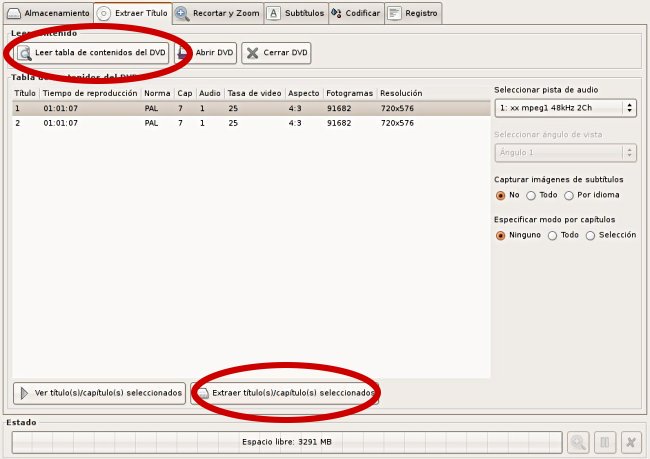 Almacenamiento Extraer Título Recortar y Zoom Subtítulos Codificar Registro
Leer contenido
Leer tabla de contenidos del DVD Abrir DVD Cerrar DVD
Tabla de contenidos del DVD
Título Tiempo de reproducción Norma Cap Audio Tasa de video Aspecto Fotogramas Resolución
1 01:01:07 PAL 7 1 25 4:3 91682 720x576
2 01:01:07 PAL 7 1 25 4:3 91682 720x576
Seleccionar pista de audio
1: xx mpeg1 48kHz 2Ch
Seleccionar ángulo de vista
Ángulo 1
Capturar imágenes de subtítulos
No Todo Por idioma
Especificar modo por capítulos
Ninguno Todo Selección
Ver título(s)/capítulo(s) seleccionados Extraer título(s)/capítulo(s) seleccionados
Estado
Espacio libre: 3291 MB